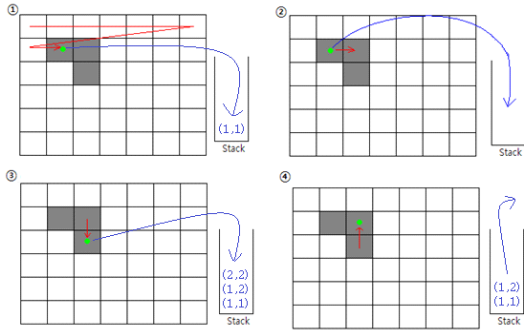 ①
(1,1)
Stack
②
Stack
③
(2,2)
(1,2)
(1,1)
Stack
④
(1,2)
(1,1)
Stack